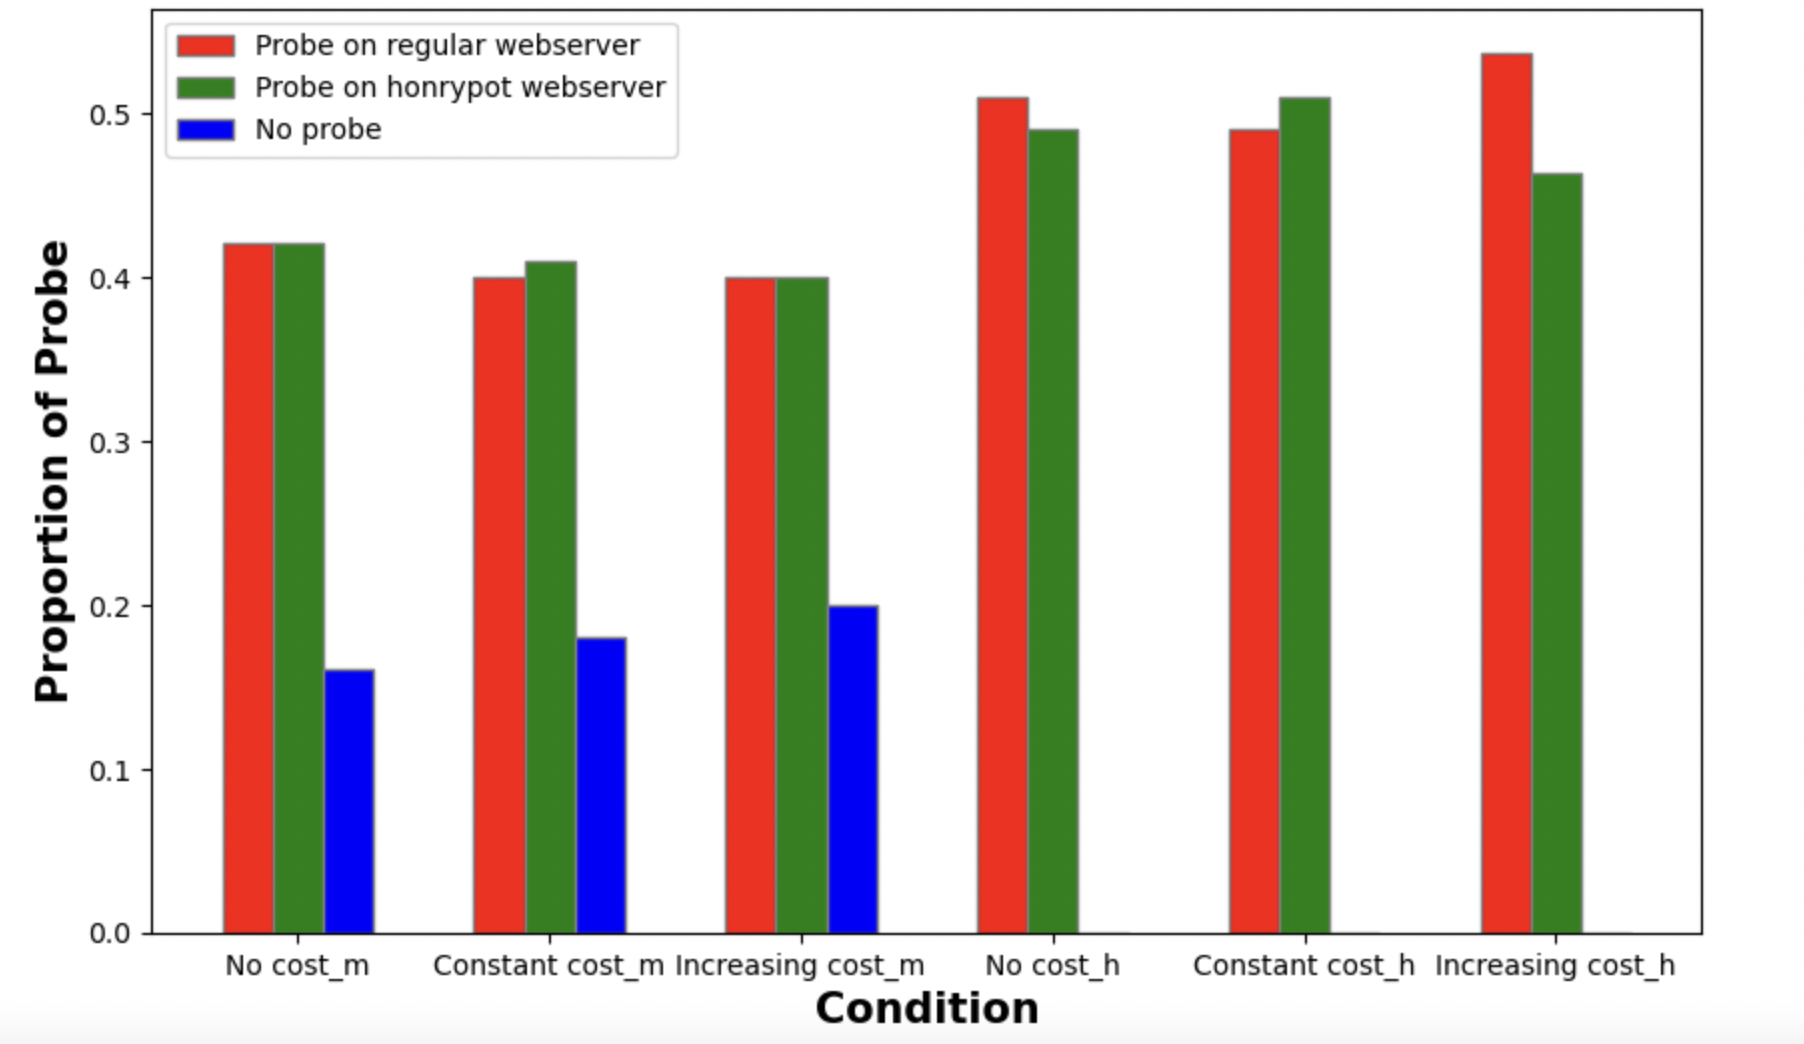 Probe on regular webserver
Probe on honrypot webserver
No probe
Proportion of Probe
0.5
0.4
0.3
0.2
0.1
0.0
No cost_m Constant cost_m Increasing cost_m No cost_h Constant cost_h Increasing cost_h
Condition